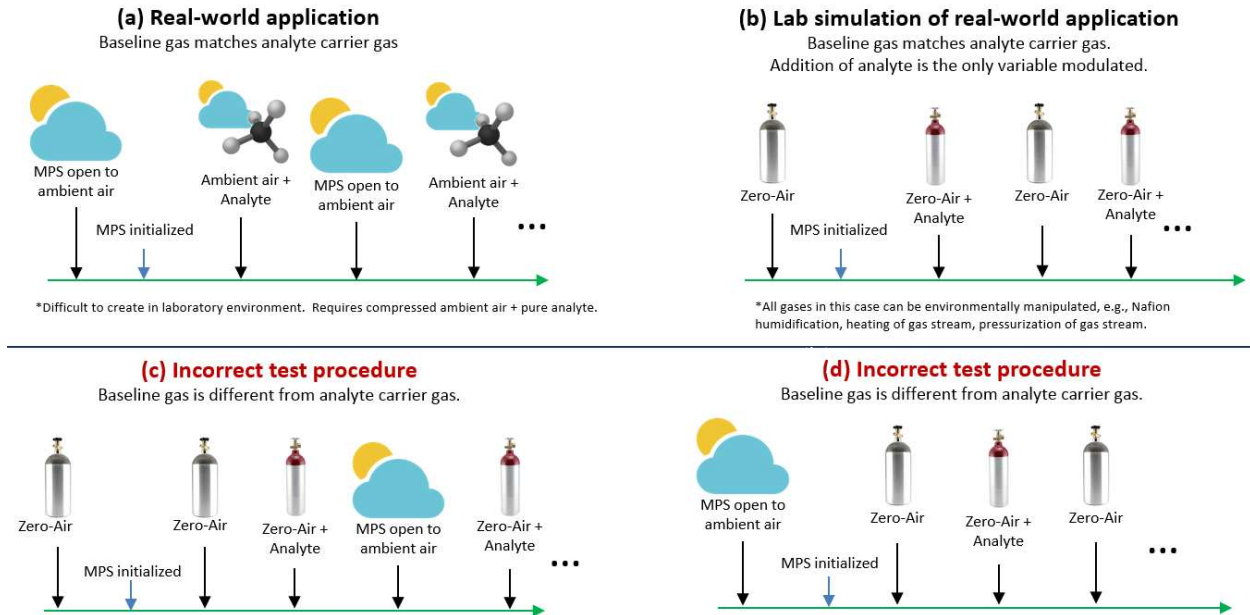 (a) Real-world application
Baseline gas matches analyte carrier gas
MPS open to
ambient air
Ambient air +
Analyte
MPS open to
ambient air
Ambient air +
Analyte
MPS initialized
...
*Difficult to create in laboratory environment.  Requires compressed ambient air + pure analyte.
(b) Lab simulation of real-world application
Baseline gas matches analyte carrier gas.
Addition of analyte is the only variable modulated.
Zero-Air
Zero-Air +
Analyte
Zero-Air
Zero-Air +
Analyte
MPS initialized
...
*All gases in this case can be environmentally manipulated, e.g., Nafion
humidification, heating of gas stream, pressurization of gas stream.
(c) Incorrect test procedure
Baseline gas is different from analyte carrier gas.
Zero-Air
Zero-Air
Zero-Air +
Analyte
MPS open to
ambient air
Zero-Air +
Analyte
MPS initialized
...
(d) Incorrect test procedure
Baseline gas is different from analyte carrier gas.
MPS open to
ambient air
Zero-Air
Zero-Air +
Analyte
Zero-Air
MPS initialized
...